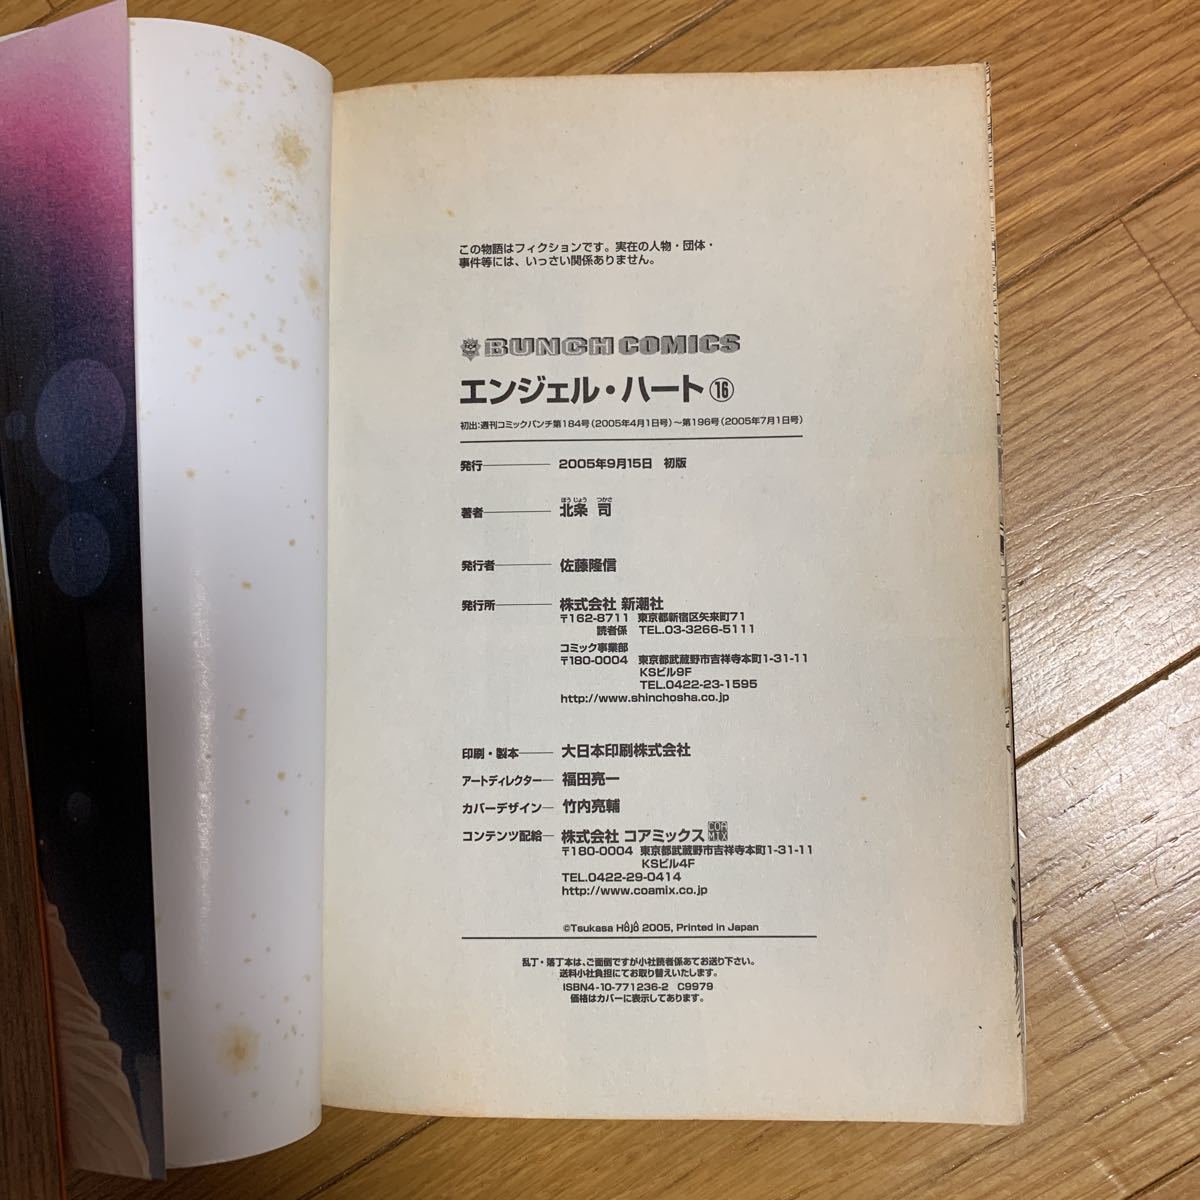 この物語はフィクションです。実在の人物・団体・
事件等には、いっさい関係ありません。
BUNCH COMICS
エンジェル・ハート⑯
初出:週刊コミックバンチ第184号(2005年4月1日号)〜第196号(2005年7月1日号)
発行 2005年9月15日 初版
ほうじょう つかさ
著者 北条 司
発行者 佐藤隆信
発行所 株式会社 新潮社
〒162-8711 東京都新宿区矢来町71
読者係 TEL.03-3266-5111
コミック事業部
〒180-0004 東京都武蔵野市吉祥寺本町1-31-11
KSビル9F
TEL.0422-23-1595
http://www.shinchosha.co.jp
印刷・製本 大日本印刷株式会社
アートディレクター 福田亮一
カバーデザイン 竹内亮輔
コンテンツ配給 株式会社 コアミックス COA MIX
〒180-0004 東京都武蔵野市吉祥寺本町1-31-11
KSビル4F
TEL.0422-29-0414
http://www.coamix.co.jp
©Tsukasa Hôjô 2005, Printed in Japan
乱丁・落丁本は、ご面倒ですが小社読者係あてお送り下さい。
送料小社負担にてお取り替えいたします。
ISBN4-10-771236-2 C9979
価格はカバーに表示してあります。